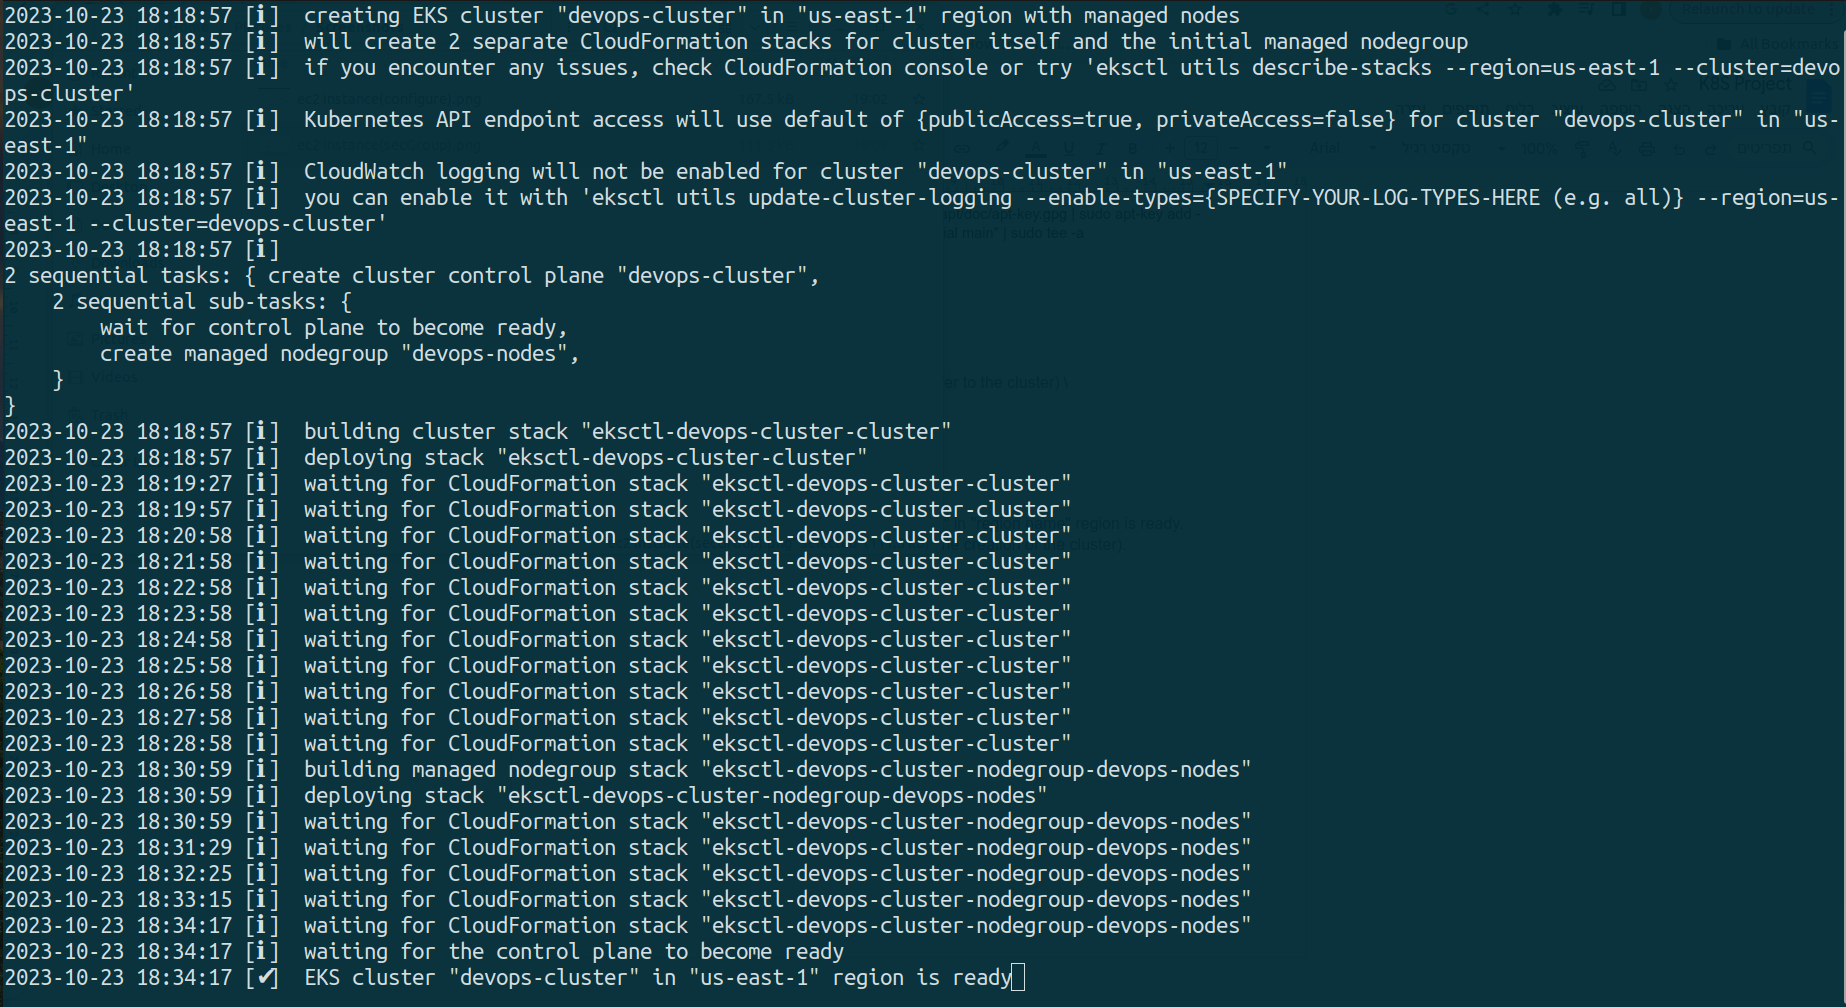 2023-10-23 18:18:57 [ℹ]  creating EKS cluster "devops-cluster" in "us-east-1" region with managed nodes
2023-10-23 18:18:57 [ℹ]  will create 2 separate CloudFormation stacks for cluster itself and the initial managed nodegroup
2023-10-23 18:18:57 [ℹ]  if you encounter any issues, check CloudFormation console or try 'eksctl utils describe-stacks --region=us-east-1 --cluster=devo
ps-cluster'
2023-10-23 18:18:57 [ℹ]  Kubernetes API endpoint access will use default of {publicAccess=true, privateAccess=false} for cluster "devops-cluster" in "us-
east-1"
2023-10-23 18:18:57 [ℹ]  CloudWatch logging will not be enabled for cluster "devops-cluster" in "us-east-1"
2023-10-23 18:18:57 [ℹ]  you can enable it with 'eksctl utils update-cluster-logging --enable-types={SPECIFY-YOUR-LOG-TYPES-HERE (e.g. all)} --region=us-
east-1 --cluster=devops-cluster'
2023-10-23 18:18:57 [ℹ]
2 sequential tasks: { create cluster control plane "devops-cluster",
    2 sequential sub-tasks: {
        wait for control plane to become ready,
        create managed nodegroup "devops-nodes",
    }
}
2023-10-23 18:18:57 [ℹ]  building cluster stack "eksctl-devops-cluster-cluster"
2023-10-23 18:18:57 [ℹ]  deploying stack "eksctl-devops-cluster-cluster"
2023-10-23 18:19:27 [ℹ]  waiting for CloudFormation stack "eksctl-devops-cluster-cluster"
2023-10-23 18:19:57 [ℹ]  waiting for CloudFormation stack "eksctl-devops-cluster-cluster"
2023-10-23 18:20:58 [ℹ]  waiting for CloudFormation stack "eksctl-devops-cluster-cluster"
2023-10-23 18:21:58 [ℹ]  waiting for CloudFormation stack "eksctl-devops-cluster-cluster"
2023-10-23 18:22:58 [ℹ]  waiting for CloudFormation stack "eksctl-devops-cluster-cluster"
2023-10-23 18:23:58 [ℹ]  waiting for CloudFormation stack "eksctl-devops-cluster-cluster"
2023-10-23 18:24:58 [ℹ]  waiting for CloudFormation stack "eksctl-devops-cluster-cluster"
2023-10-23 18:25:58 [ℹ]  waiting for CloudFormation stack "eksctl-devops-cluster-cluster"
2023-10-23 18:26:58 [ℹ]  waiting for CloudFormation stack "eksctl-devops-cluster-cluster"
2023-10-23 18:27:58 [ℹ]  waiting for CloudFormation stack "eksctl-devops-cluster-cluster"
2023-10-23 18:28:58 [ℹ]  waiting for CloudFormation stack "eksctl-devops-cluster-cluster"
2023-10-23 18:30:59 [ℹ]  building managed nodegroup stack "eksctl-devops-cluster-nodegroup-devops-nodes"
2023-10-23 18:30:59 [ℹ]  deploying stack "eksctl-devops-cluster-nodegroup-devops-nodes"
2023-10-23 18:30:59 [ℹ]  waiting for CloudFormation stack "eksctl-devops-cluster-nodegroup-devops-nodes"
2023-10-23 18:31:29 [ℹ]  waiting for CloudFormation stack "eksctl-devops-cluster-nodegroup-devops-nodes"
2023-10-23 18:32:25 [ℹ]  waiting for CloudFormation stack "eksctl-devops-cluster-nodegroup-devops-nodes"
2023-10-23 18:33:15 [ℹ]  waiting for CloudFormation stack "eksctl-devops-cluster-nodegroup-devops-nodes"
2023-10-23 18:34:17 [ℹ]  waiting for CloudFormation stack "eksctl-devops-cluster-nodegroup-devops-nodes"
2023-10-23 18:34:17 [ℹ]  waiting for the control plane to become ready
2023-10-23 18:34:17 [✔]  EKS cluster "devops-cluster" in "us-east-1" region is ready